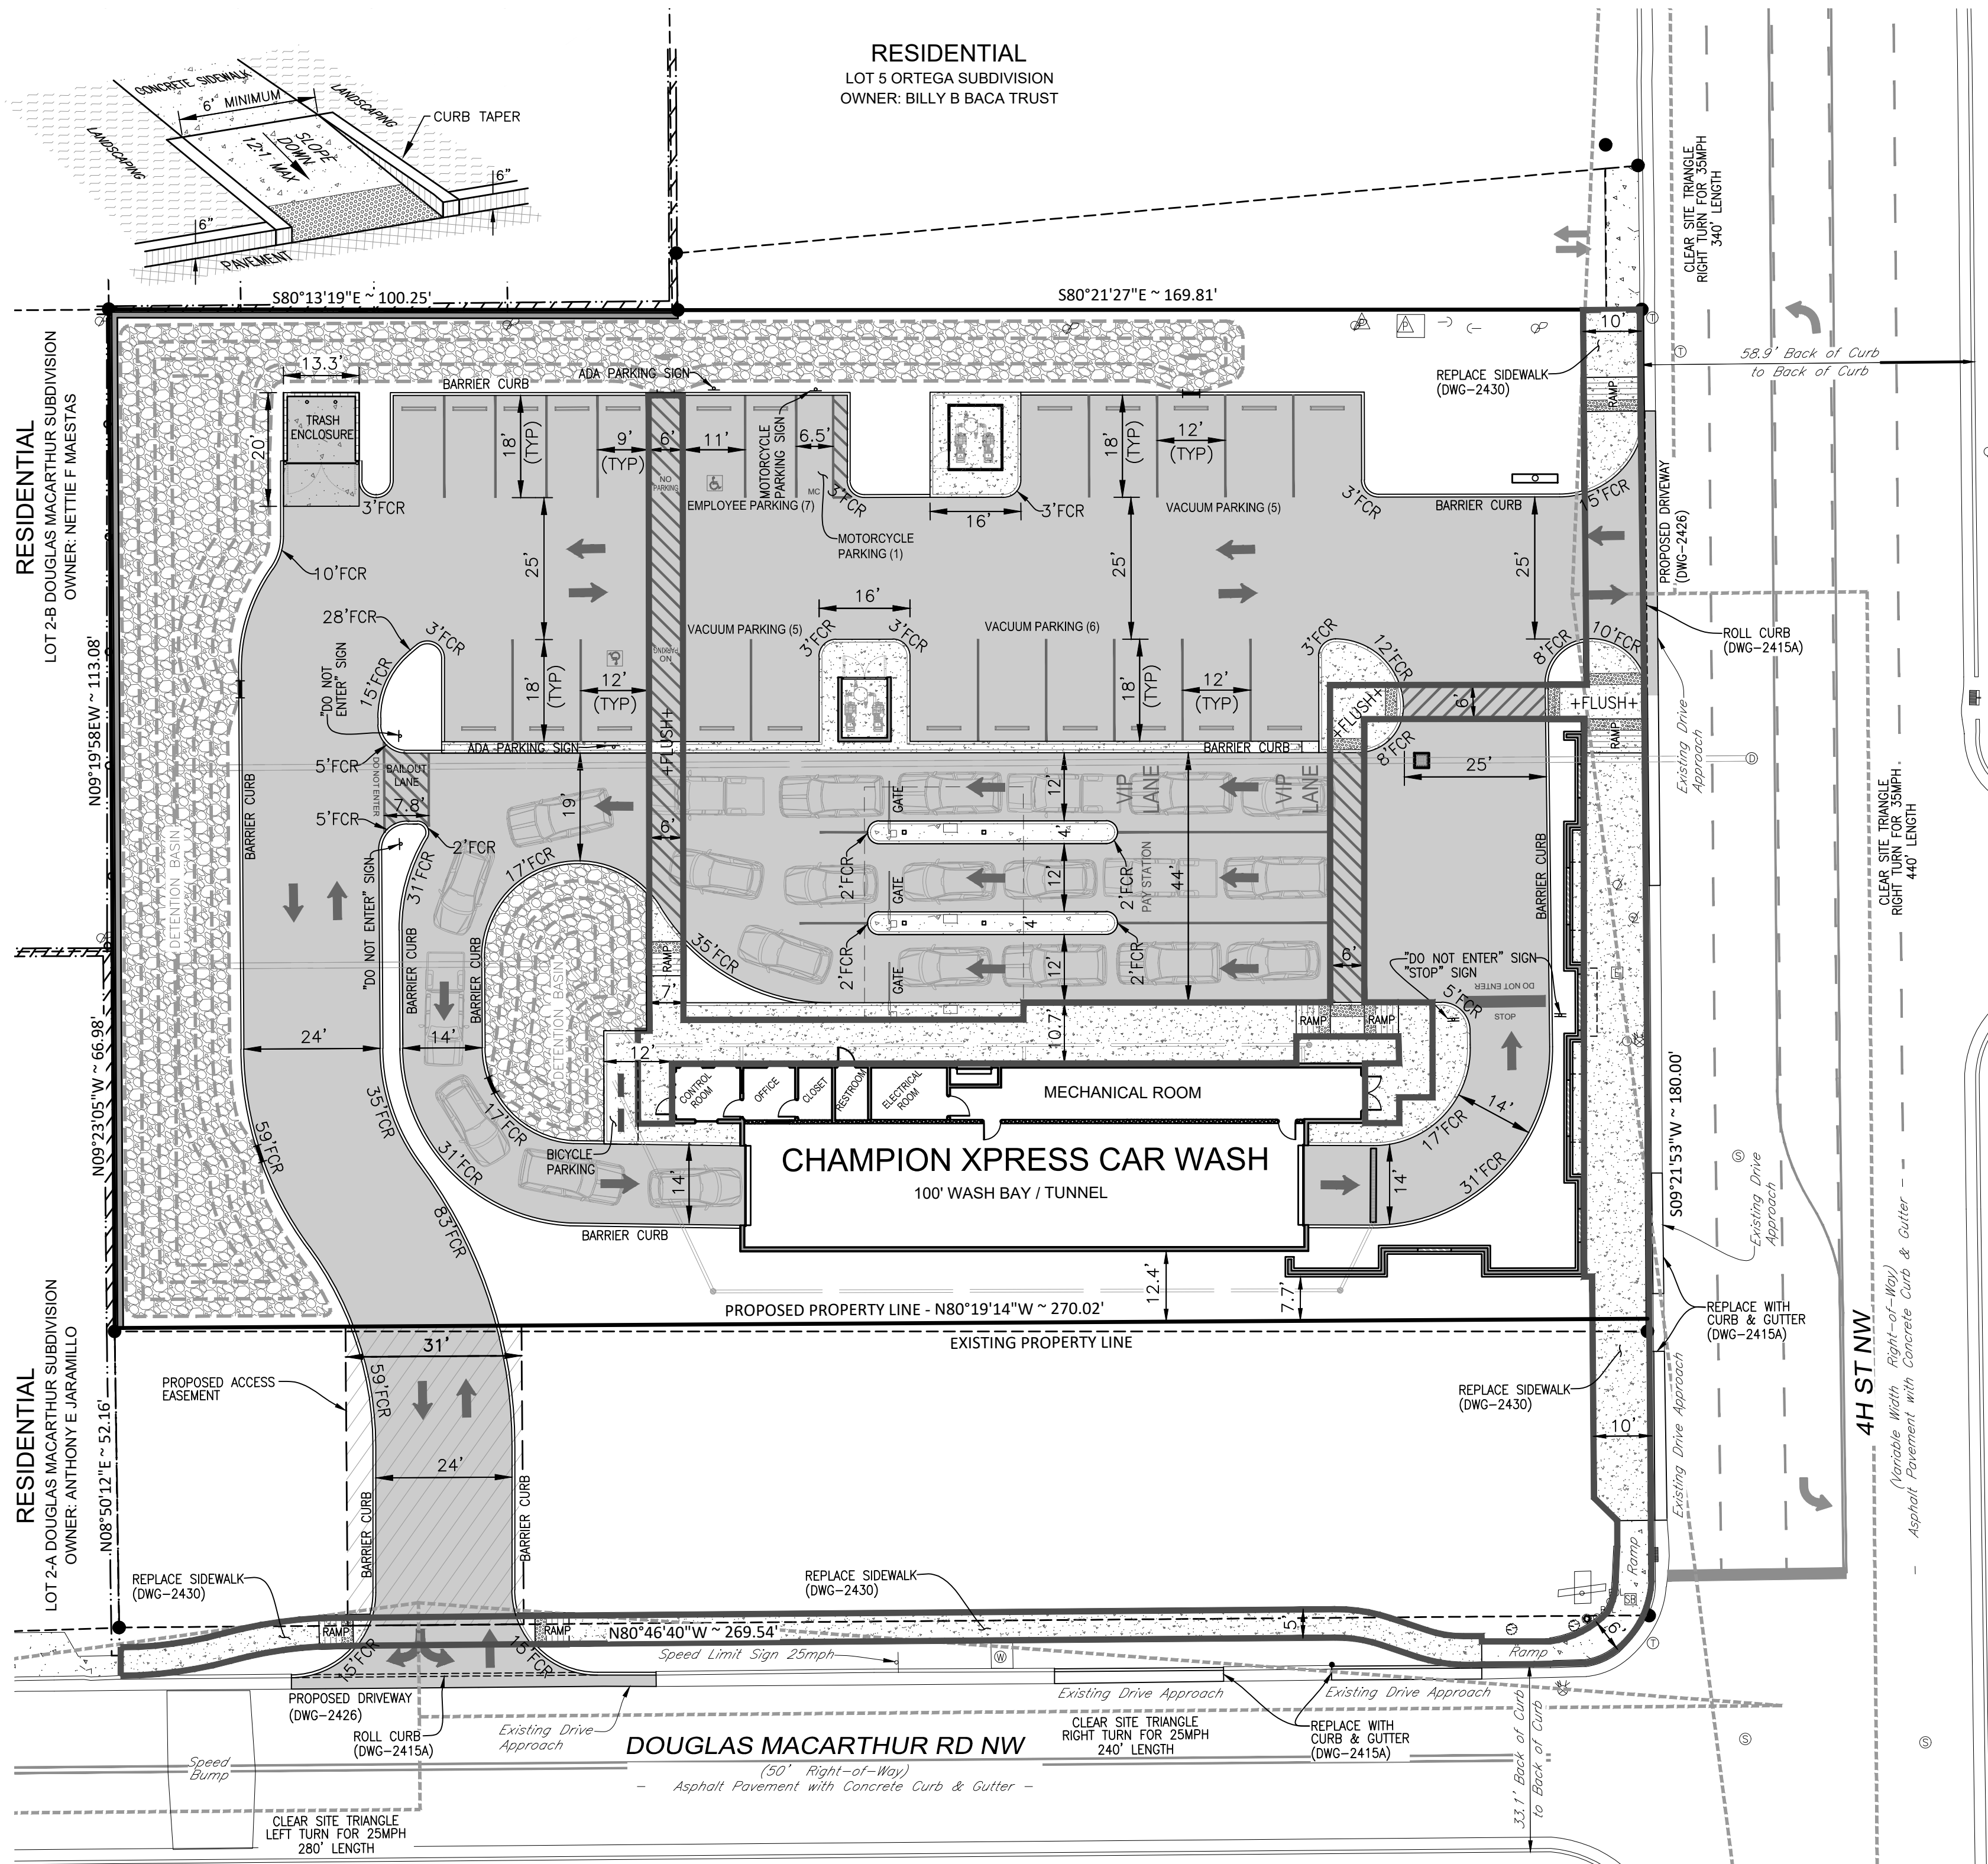 RESIDENTIAL
LOT 5 ORTEGA SUBDIVISION
OWNER: BILLY B BACA TRUST
CONCRETE SIDEWALK
6' MINIMUM
LANDSCAPING
LANDSCAPING
CURB TAPER
SLOPE
DOWN
12:1 MAX
6"
6"
PAVEMENT
CLEAR SITE TRIANGLE
RIGHT TURN FOR 35MPH
340' LENGTH
S80°13'19"E ~ 100.25'
S80°21'27"E ~ 169.81'
10'
58.9' Back of Curb
to Back of Curb
RESIDENTIAL
LOT 2-B DOUGLAS MACARTHUR SUBDIVISION
OWNER: NETTIE F MAESTAS
13.3'
BARRIER CURB
ADA PARKING SIGN
REPLACE SIDEWALK
(DWG-2430)
RAMP
TRASH
ENCLOSURE
20'
18'
(TYP)
9'
(TYP)
6'
11'
MOTORCYCLE
PARKING SIGN
6.5'
18'
(TYP)
12'
(TYP)
NO
PARKING
MC
3'FCR
3'FCR
EMPLOYEE PARKING (7)
16'
3'FCR
VACUUM PARKING (5)
3'FCR
BARRIER CURB
15'FCR
PROPOSED DRIVEWAY
(DWG-2426)
MOTORCYCLE
PARKING (1)
10'FCR
25'
25'
25'
28'FCR
3'FCR
16'
VACUUM PARKING (5)
3'FCR
3'FCR
VACUUM PARKING (6)
3'FCR
12'FCR
8'FCR
10'FCR
ROLL CURB
(DWG-2415A)
"DO NOT
ENTER" SIGN
15'FCR
NO
PARKING
18'
(TYP)
12'
(TYP)
18'
(TYP)
12'
(TYP)
6'
+FLUSH+
+FLUSH+
+FLUSH+
RAMP
Existing Drive
Approach
N09°19'58EW ~ 113.08'
ADA PARKING SIGN
BARRIER CURB
8'FCR
5'FCR
DO NOT ENTER
BAILOUT
LANE
7.8'
19'
GATE
12'
VIP
LANE
VIP
LANE
25'
D
BARRIER CURB
5'FCR
2'FCR
6'
4'
17'FCR
2'FCR
2'FCR
"DO NOT ENTER" SIGN
31'FCR
GATE
12'
PAY STATION
44'
BARRIER CURB
CLEAR SITE TRIANGLE
RIGHT TURN FOR 35MPH
440' LENGTH
DETENTION BASIN
4'
BARRIER CURB
BARRIER CURB
DETENTION BASIN
RAMP
35'FCR
2'FCR
GATE
12'
2'FCR
6'
"DO NOT ENTER" SIGN
"STOP" SIGN
DO NOT ENTER
STOP
7'
5'FCR
N09°23'05"W ~ 66.98'
24'
14'
12'
10.7'
RAMP
RAMP
35'FCR
59'FCR
CONTROL
ROOM
OFFICE
CLOSET
RESTROOM
ELECTRICAL
ROOM
MECHANICAL ROOM
14'
17'FCR
17'FCR
31'FCR
BICYCLE
PARKING
14'
CHAMPION XPRESS CAR WASH
100' WASH BAY / TUNNEL
14'
31'FCR
S09°21'53"W ~ 180.00'
Existing Drive
Approach
83'FCR
BARRIER CURB
12.4'
7.7'
PROPOSED PROPERTY LINE - N80°19'14"W ~ 270.02'
EXISTING PROPERTY LINE
REPLACE WITH
CURB & GUTTER
(DWG-2415A)
RESIDENTIAL
LOT 2-A DOUGLAS MACARTHUR SUBDIVISION
OWNER: ANTHONY E JARAMILLO
N08°50'12"E ~ 52.16'
31'
PROPOSED ACCESS
EASEMENT
59'FCR
REPLACE SIDEWALK
(DWG-2430)
10'
4H ST NW
(Variable Width Right-of-Way)
- Asphalt Pavement with Concrete Curb & Gutter -
Existing Drive Approach
24'
BARRIER CURB
BARRIER CURB
REPLACE SIDEWALK
(DWG-2430)
REPLACE SIDEWALK
(DWG-2430)
Ramp
SB
RAMP
RAMP
N80°46'40"W ~ 269.54'
5'
6'
15'FCR
15'FCR
Speed Limit Sign 25mph
W
Ramp
PROPOSED DRIVEWAY
(DWG-2426)
Existing Drive Approach
Existing Drive Approach
ROLL CURB
(DWG-2415A)
Existing Drive
Approach
CLEAR SITE TRIANGLE
RIGHT TURN FOR 25MPH
240' LENGTH
REPLACE WITH
CURB & GUTTER
(DWG-2415A)
33.1' Back of Curb
to Back of Curb
DOUGLAS MACARTHUR RD NW
(50' Right-of-Way)
- Asphalt Pavement with Concrete Curb & Gutter -
Speed
Bump
CLEAR SITE TRIANGLE
LEFT TURN FOR 25MPH
280' LENGTH